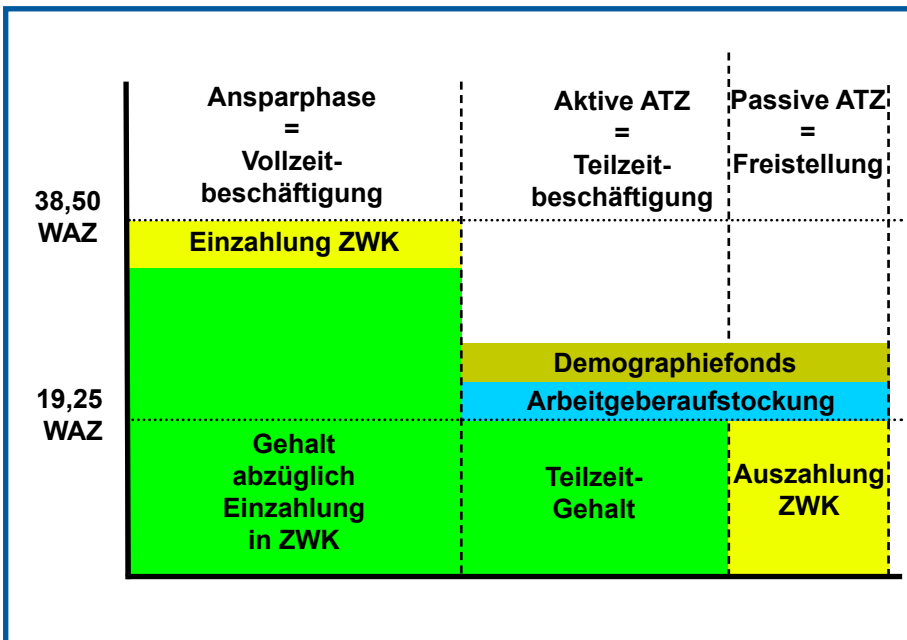 Ansparphase
=
Vollzeit-
beschäftigung
Aktive ATZ
=
Teilzeit-
beschäftigung
Passive ATZ
=
Freistellung
38,50
WAZ
Einzahlung ZWK
Demographiefonds
Arbeitgeberaufstockung
19,25
WAZ
Gehalt
abzüglich
Einzahlung
in ZWK
Teilzeit-
Gehalt
Auszahlung
ZWK